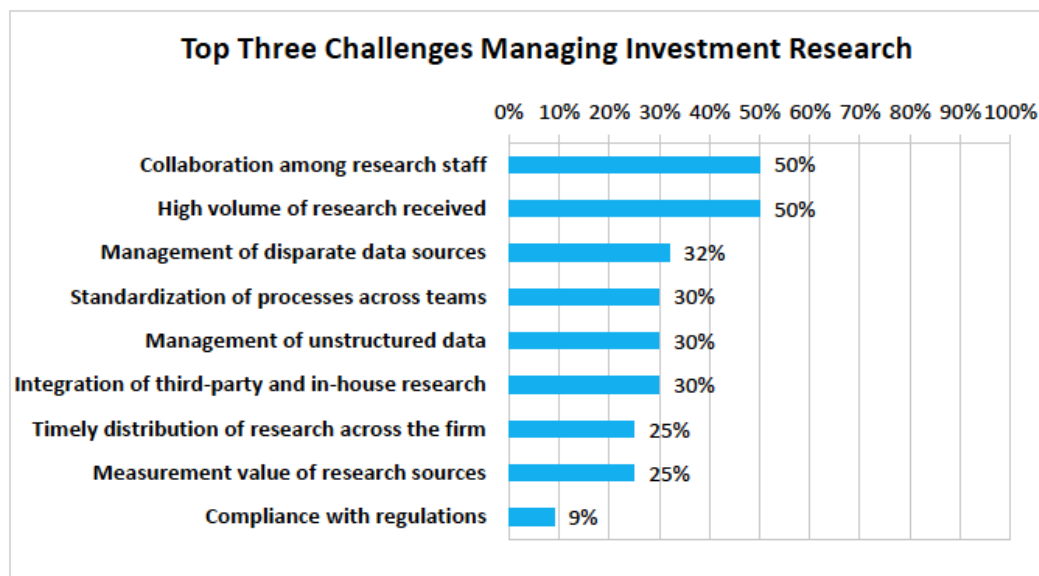 Top Three Challenges Managing Investment Research
0% 10% 20% 30% 40% 50% 60% 70% 80% 90% 100%
Collaboration among research staff 50%
High volume of research received 50%
Management of disparate data sources 32%
Standardization of processes across teams 30%
Management of unstructured data 30%
Integration of third-party and in-house research 30%
Timely distribution of research across the firm 25%
Measurement value of research sources 25%
Compliance with regulations 9%